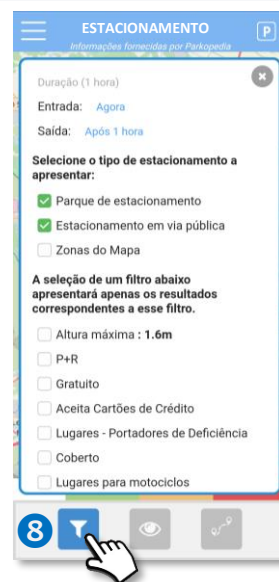 ESTACIONAMENTO
P
Informações fornecidas por Parkopedia
Duração (1 hora)
Entrada: Agora
Saída: Após 1 hora
Selecione o tipo de estacionamento a
apresentar:
Parque de estacionamento
Estacionamento em via pública
Zonas do Mapa
A seleção de um filtro abaixo
apresentará apenas os resultados
correspondentes a esse filtro.
Altura máxima : 1.6m
P+R
Gratuito
Aceita Cartões de Crédito
Lugares - Portadores de Deficiência
Coberto
Lugares para motociclos
8